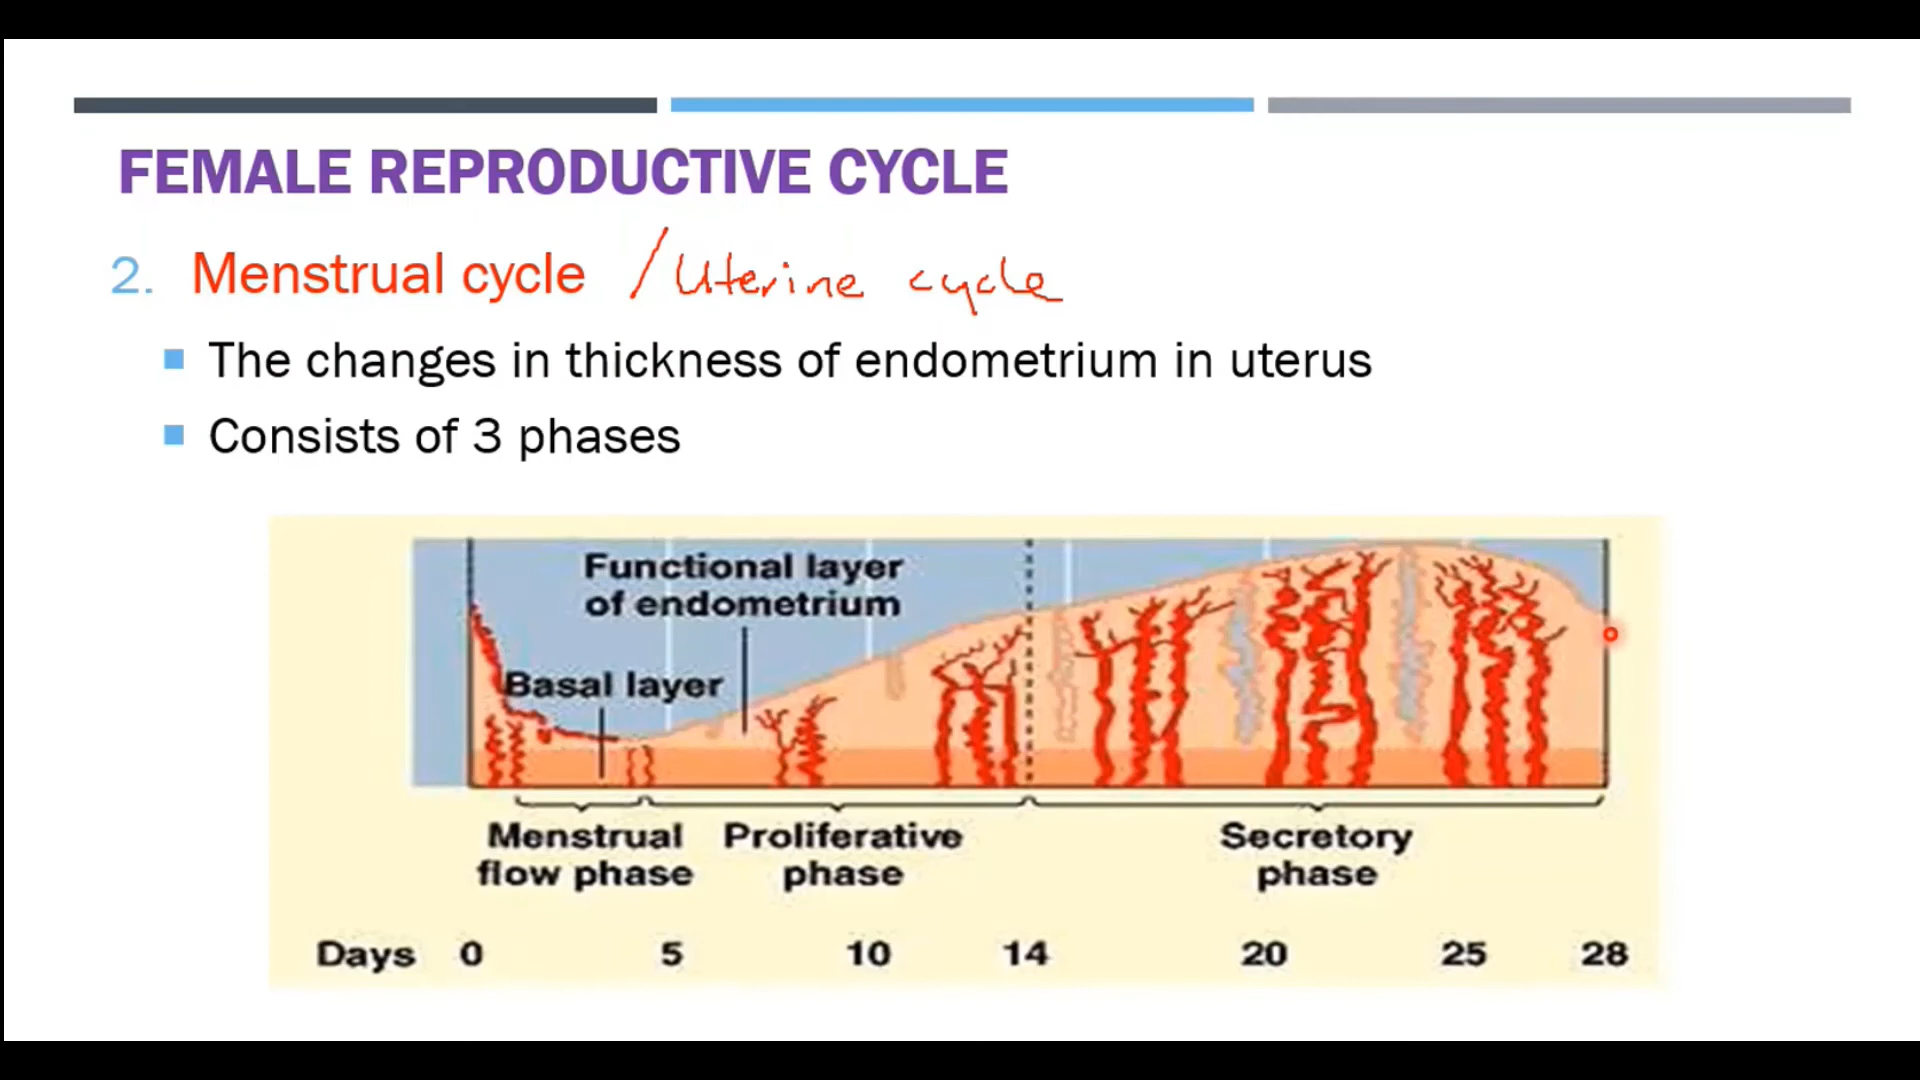 FEMALE REPRODUCTIVE CYCLE
2. Menstrual cycle / Uterine cycle
The changes in thickness of endometrium in uterus
Consists of 3 phases
Functional layer
of endometrium
Basal layer
Menstrual
flow phase
Proliferative
phase
Secretory
phase
Days 0 5 10 14 20 25 28